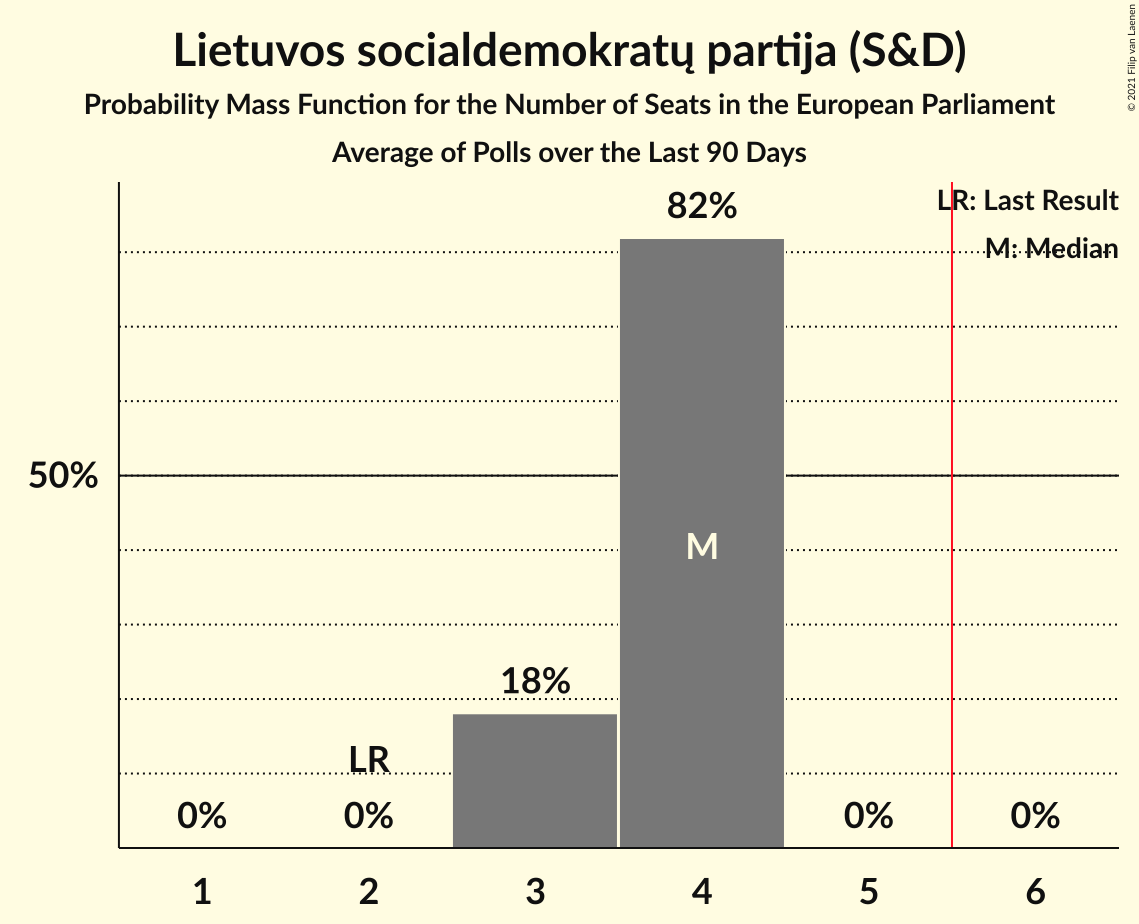 Lietuvos socialdemokratų partija (S&D)
Probability Mass Function for the Number of Seats in the European Parliament
Average of Polls over the Last 90 Days
© 2021 Filip van Laenen
LR: Last Result
M: Median
82%
50%
M
18%
LR
0%
0%
0%
0%
1
2
3
4
5
6